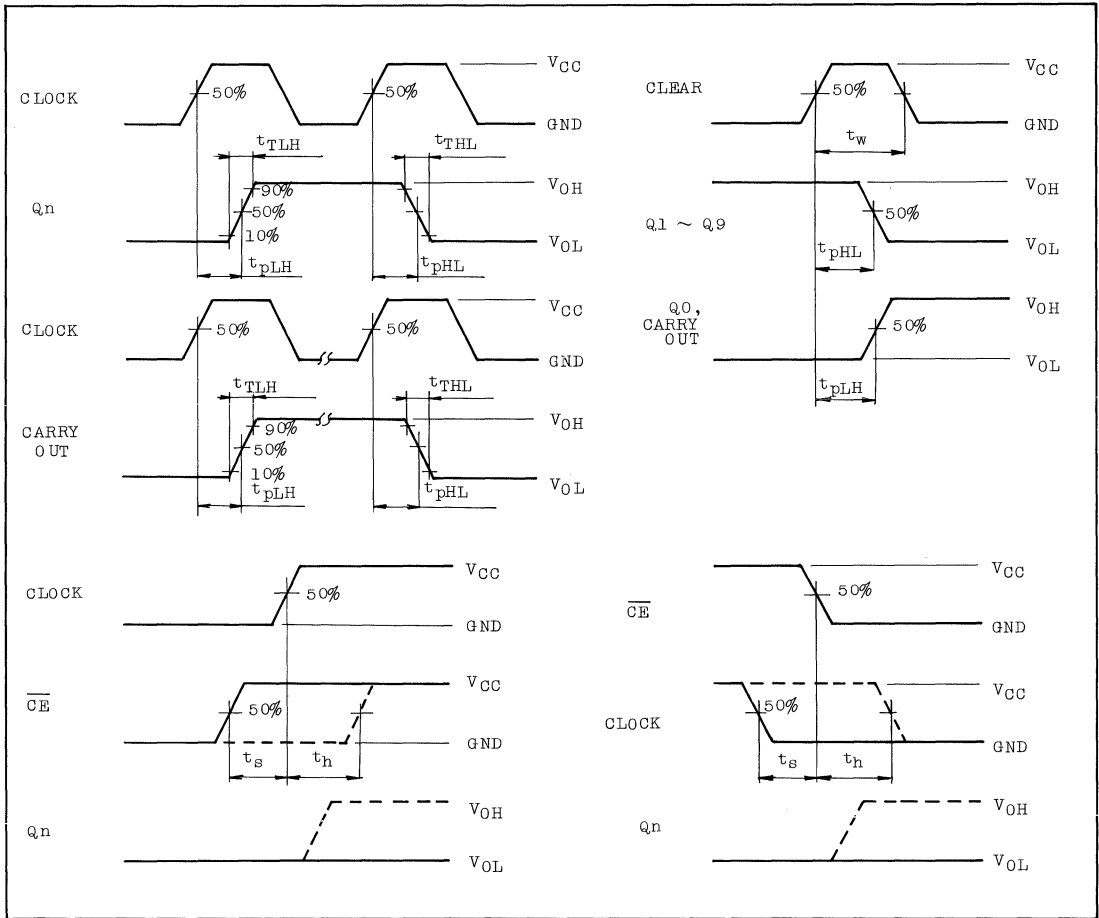 CLOCK
50%
50%
VCC
GND
tTLH
tTHL
Qn
90%
50%
10%
VOH
VOL
tpLH
tpHL
CLOCK
50%
50%
VCC
GND
tTLH
tTHL
CARRY
OUT
90%
50%
10%
VOH
VOL
tpLH
tpHL
CLEAR
50%
VCC
GND
tw
Q1 ~ Q9
50%
VOH
VOL
tpHL
Q0,
CARRY
OUT
50%
VOH
VOL
tpLH
CLOCK
50%
VCC
GND
CE
50%
VCC
GND
ts
th
Qn
VOH
VOL
CE
50%
VCC
GND
CLOCK
50%
VCC
GND
ts
th
Qn
VOH
VOL